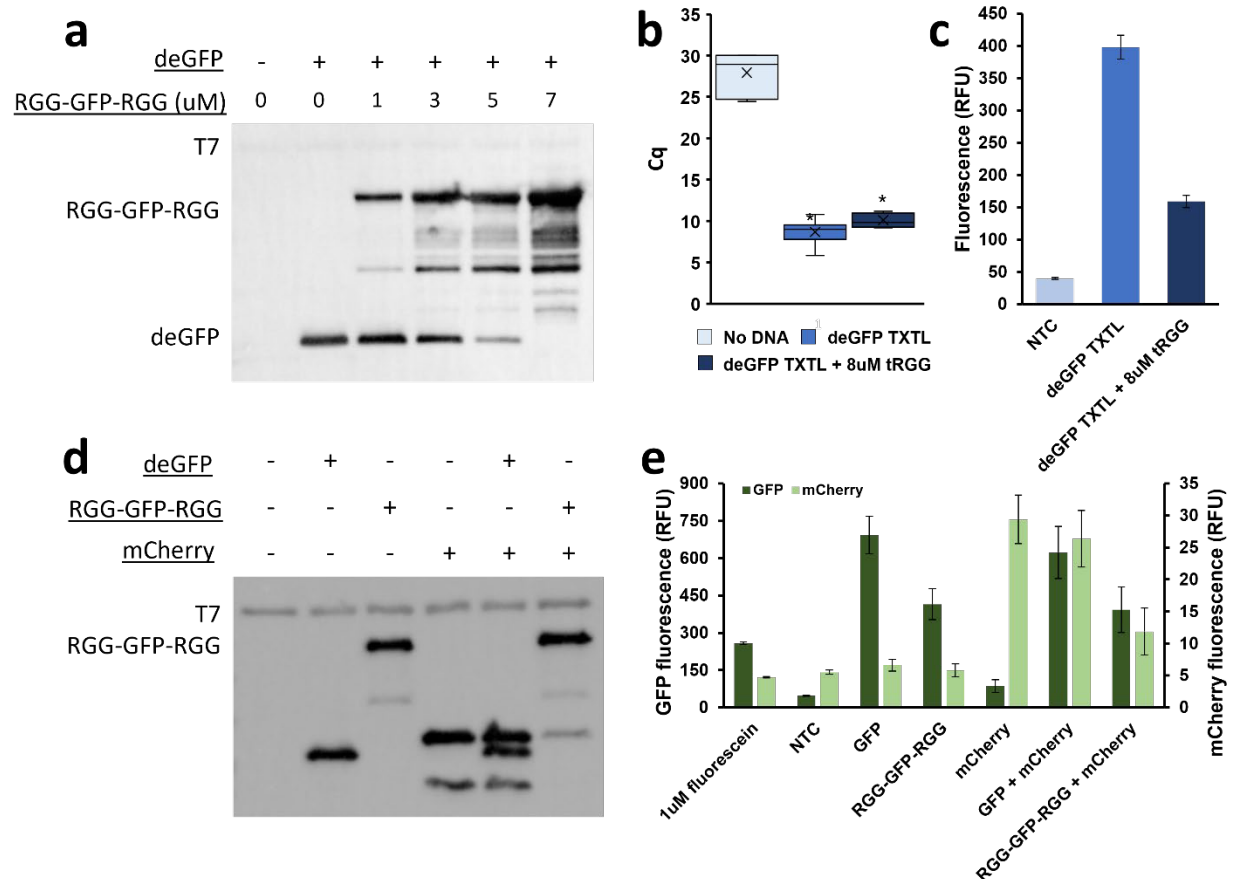 a
deGFP - + + + + +
RGG-GFP-RGG (uM) 0 0 1 3 5 7
T7
RGG-GFP-RGG
deGFP
b
35
30
25
20
15
10
5
0
Cq
*
*
No DNA deGFP TXTL
deGFP TXTL + 8uM tRGG
c
450
400
350
300
250
200
150
100
50
0
Fluorescence (RFU)
NTC
deGFP TXTL
deGFP TXTL + 8uM tRGG
d
deGFP - + - - + -
RGG-GFP-RGG - - + - - +
mCherry - - - + + +
T7
RGG-GFP-RGG
e
GFP mCherry
900
750
600
450
300
150
0
GFP fluorescence (RFU)
35
30
25
20
15
10
5
0
mCherry fluorescence (RFU)
1uM fluorescein
NTC
GFP
RGG-GFP-RGG
mCherry
GFP + mCherry
RGG-GFP-RGG + mCherry